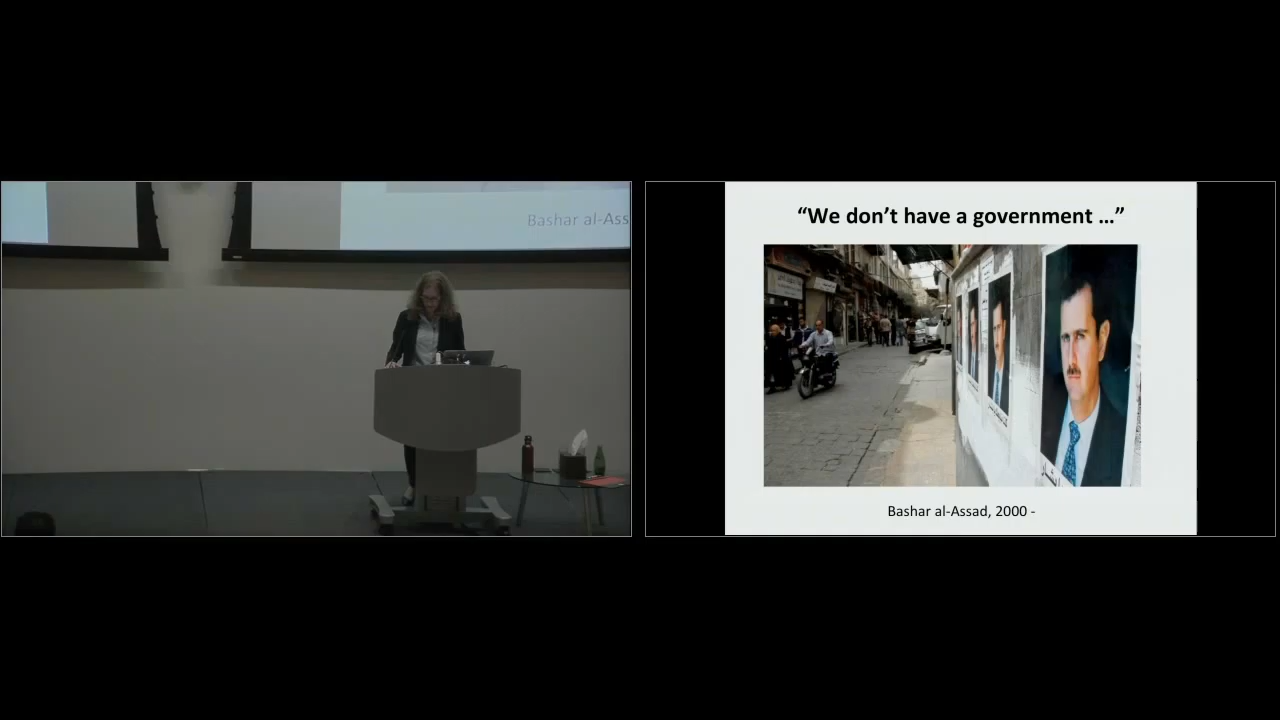 Bashar al-Ass
“We don’t have a government ...”
Bashar al-Assad, 2000 -